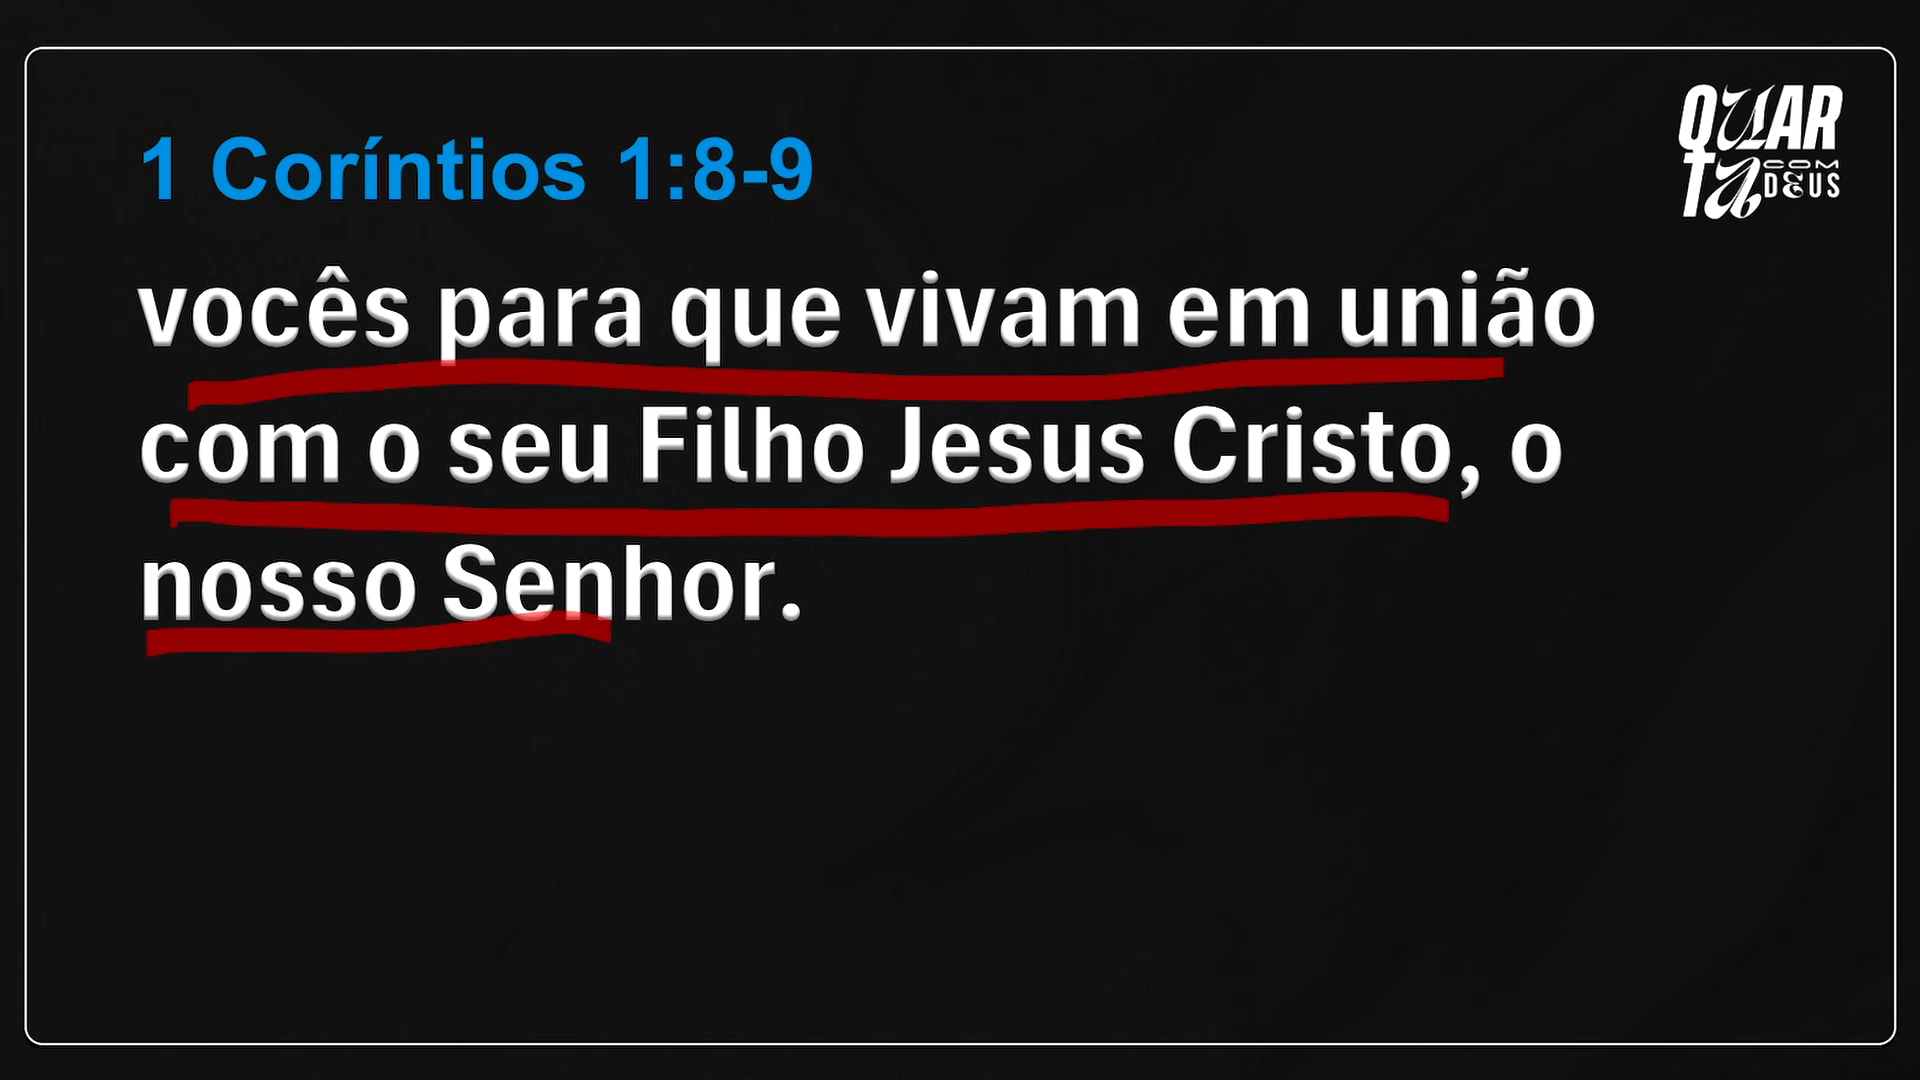 1 Coríntios 1:8-9
QUAR
TA COM
DEUS
vocês para que vivam em união
com o seu Filho Jesus Cristo, o
nosso Senhor.